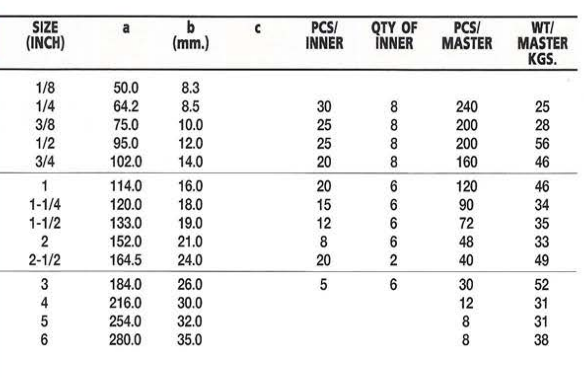 SIZE a b c PCS/ QTY OF PCS/ WT/
(INCH) (mm.) INNER INNER MASTER MASTER
KGS.
1/8 50.0 8.3
1/4 64.2 8.5 30 8 240 25
3/8 75.0 10.0 25 8 200 28
1/2 95.0 12.0 25 8 200 56
3/4 102.0 14.0 20 8 160 46
1 114.0 16.0 20 6 120 46
1-1/4 120.0 18.0 15 6 90 34
1-1/2 133.0 19.0 12 6 72 35
2 152.0 21.0 8 6 48 33
2-1/2 164.5 24.0 20 2 40 49
3 184.0 26.0 5 6 30 52
4 216.0 30.0 12 31
5 254.0 32.0 8 31
6 280.0 35.0 8 38